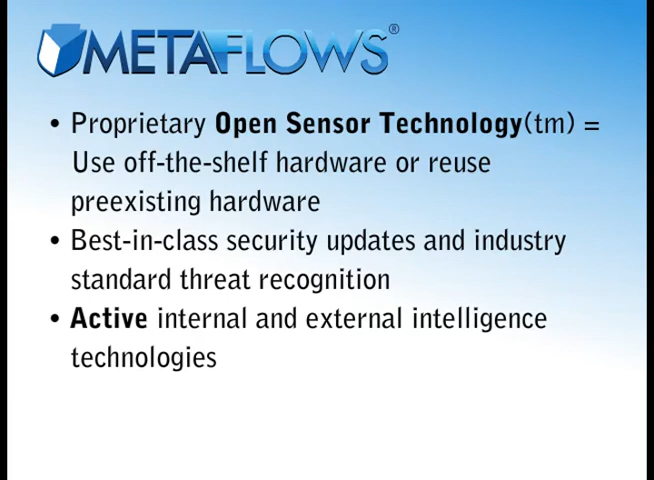 METAFLOWS®
• Proprietary Open Sensor Technology(tm) =
Use off-the-shelf hardware or reuse
preexisting hardware
• Best-in-class security updates and industry
standard threat recognition
• Active internal and external intelligence
technologies